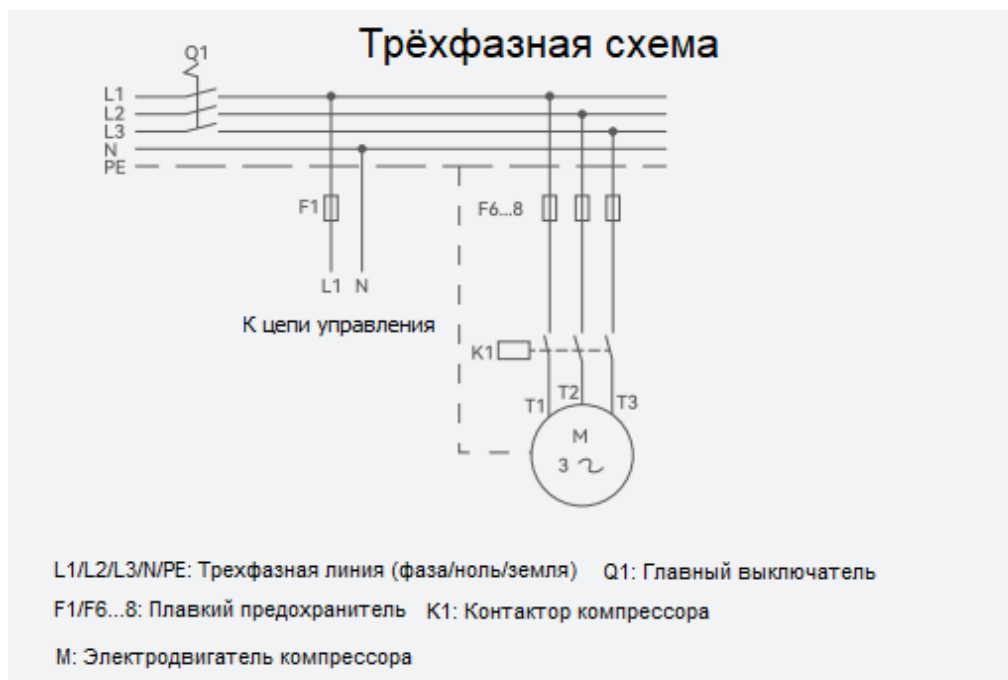 Трёхфазная схема
Q1
L1
L2
L3
N
PE
F1
F6...8
L1 N
К цепи управления
K1
T1 T2 T3
M
3
L1/L2/L3/N/PE: Трехфазная линия (фаза/ноль/земля) Q1: Главный выключатель
F1/F6...8: Плавкий предохранитель K1: Контактор компрессора
M: Электродвигатель компрессора